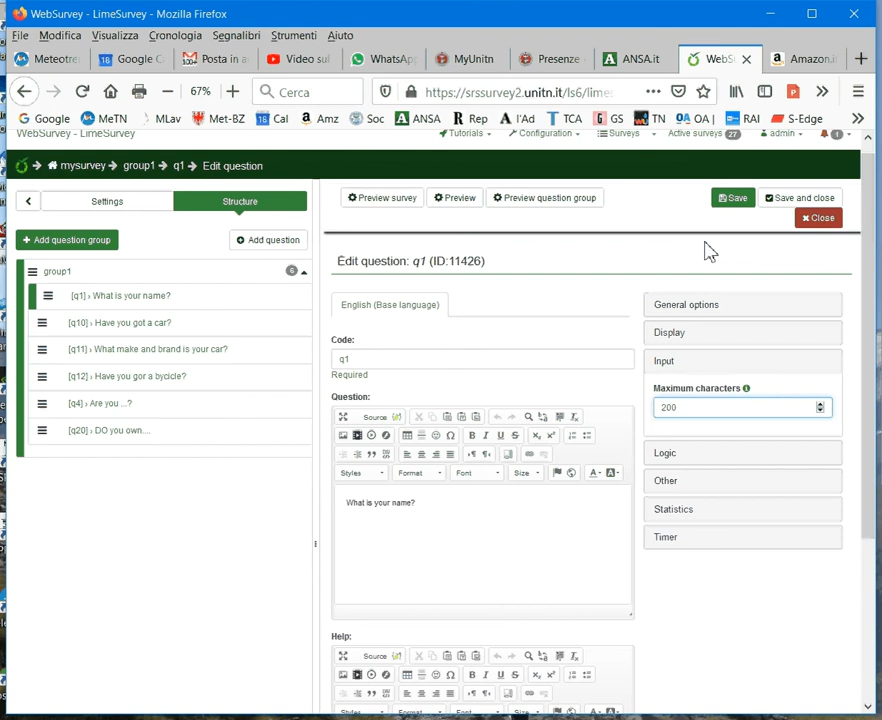 WebSurvey - LimeSurvey - Mozilla Firefox
File Modifica Visualizza Cronologia Segnalibri Strumenti Aiuto
Meteotre Google C Posta in a Video sul WhatsApp MyUnitn Presenze ANSA.it WebSu Amazon.i
67% Cerca https://srssurvey2.unitn.it/ls6/lime
Google MeTN MLav Met-BZ Cal Amz Soc ANSA Rep l'Ad TCA GS TN OA | RAI S-Edge
WebSurvey - LimeSurvey Tutorials Configuration Surveys Active surveys 27 admin 1
mysurvey group1 q1 Edit question
Settings Structure Preview survey Preview Preview question group Save Save and close
Close
Add question group Add question
Edit question: q1 (ID:11426)
group1 6
[q1] › What is your name?
[q10] › Have you got a car?
[q11] › What make and brand is your car?
[q12] › Have you gor a bycicle?
[q4] › Are you ...?
[q20] › DO you own....
English (Base language)
Code:
q1
Required
Question:
Source
B I U S
Styles Format Font Size A A
What is your name?
Help:
Source
B I U S
Styles Format Font Size A A
General options
Display
Input
Maximum characters
200
Logic
Other
Statistics
Timer